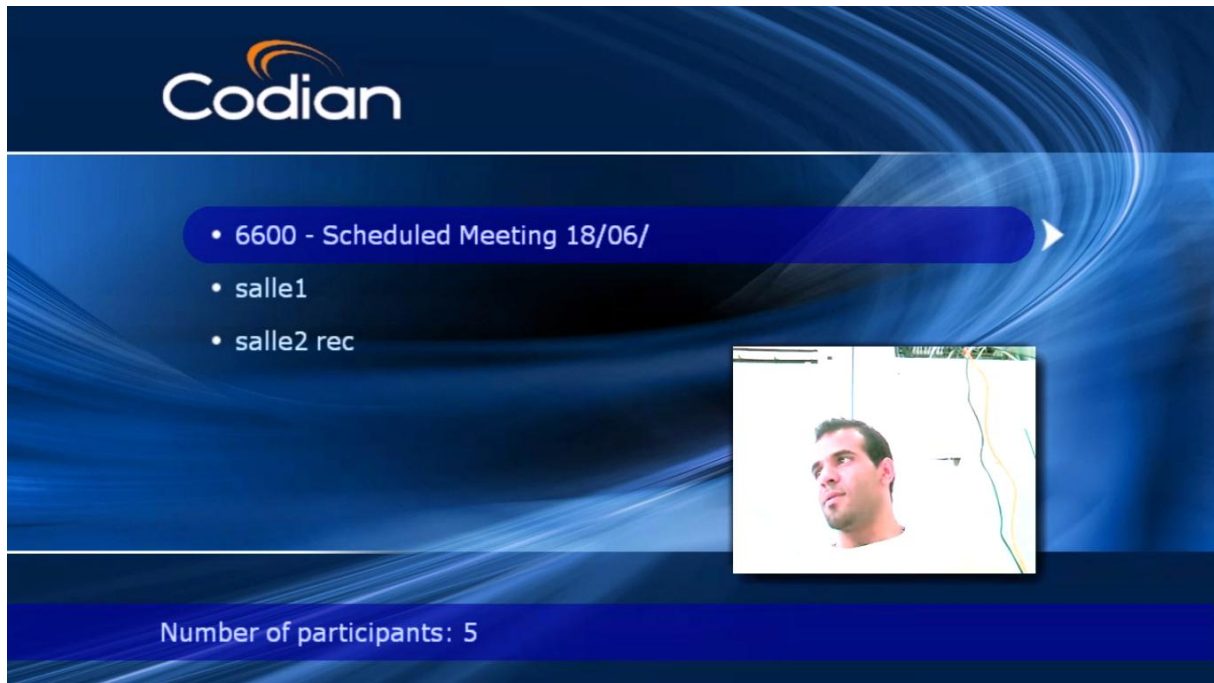 Codian
• 6600 - Scheduled Meeting 18/06/
• salle1
• salle2 rec
Number of participants: 5